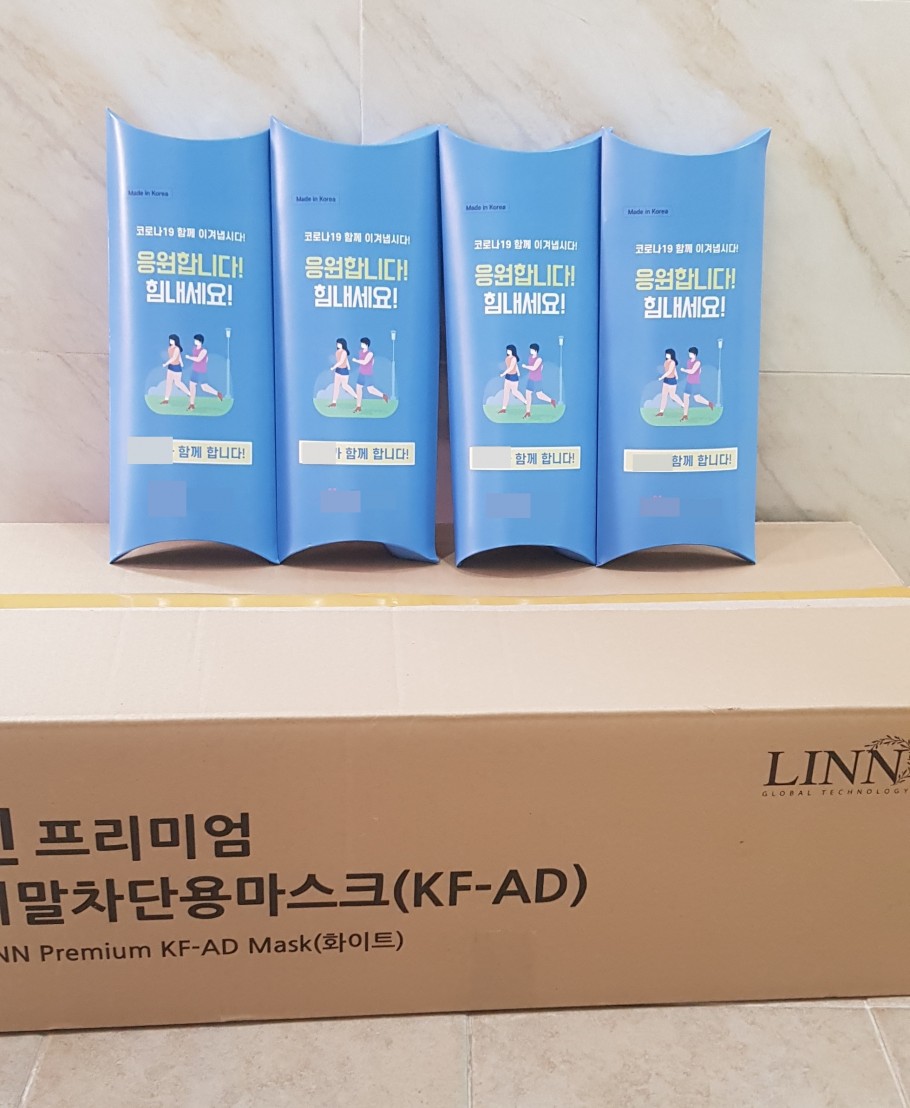 Made in Korea
코로나19 함께 이겨냅시다!
응원합니다!
힘내세요!
함께 합니다!
Made in Korea
코로나19 함께 이겨냅시다!
응원합니다!
힘내세요!
함께 합니다!
Made in Korea
코로나19 함께 이겨냅시다!
응원합니다!
힘내세요!
함께 합니다!
Made in Korea
코로나19 함께 이겨냅시다!
응원합니다!
힘내세요!
함께 합니다!
LINN
GLOBAL TECHNOLOGY
프리미엄
말차단용마스크(KF-AD)
NN Premium KF-AD Mask(화이트)